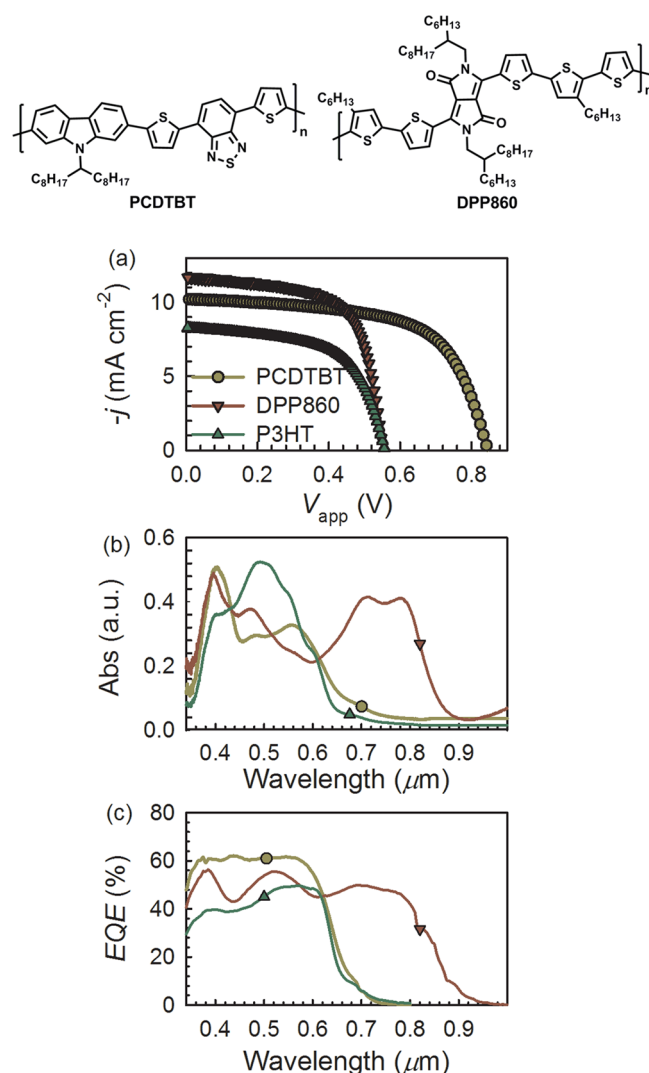 C6H13
C8H17
C6H13
S
N
O
S
S
S
n
S
N
S
S
O
N
C6H13
N
N
N
S
n
C8H17
C8H17
C8H17
C6H13
PCDTBT
DPP860
(a)
-j (mA cm⁻²)
10
5
0
PCDTBT
DPP860
P3HT
0.0 0.4 0.6 0.8
0.2
Vapp (V)
(b)
Abs (a.u.)
0.6
0.4
0.2
0.0
0.4 0.5 0.6 0.7 0.8 0.9
Wavelength (μm)
(c)
EQE (%)
80
60
40
20
0
0.4 0.5 0.6 0.7 0.8 0.9
Wavelength (μm)